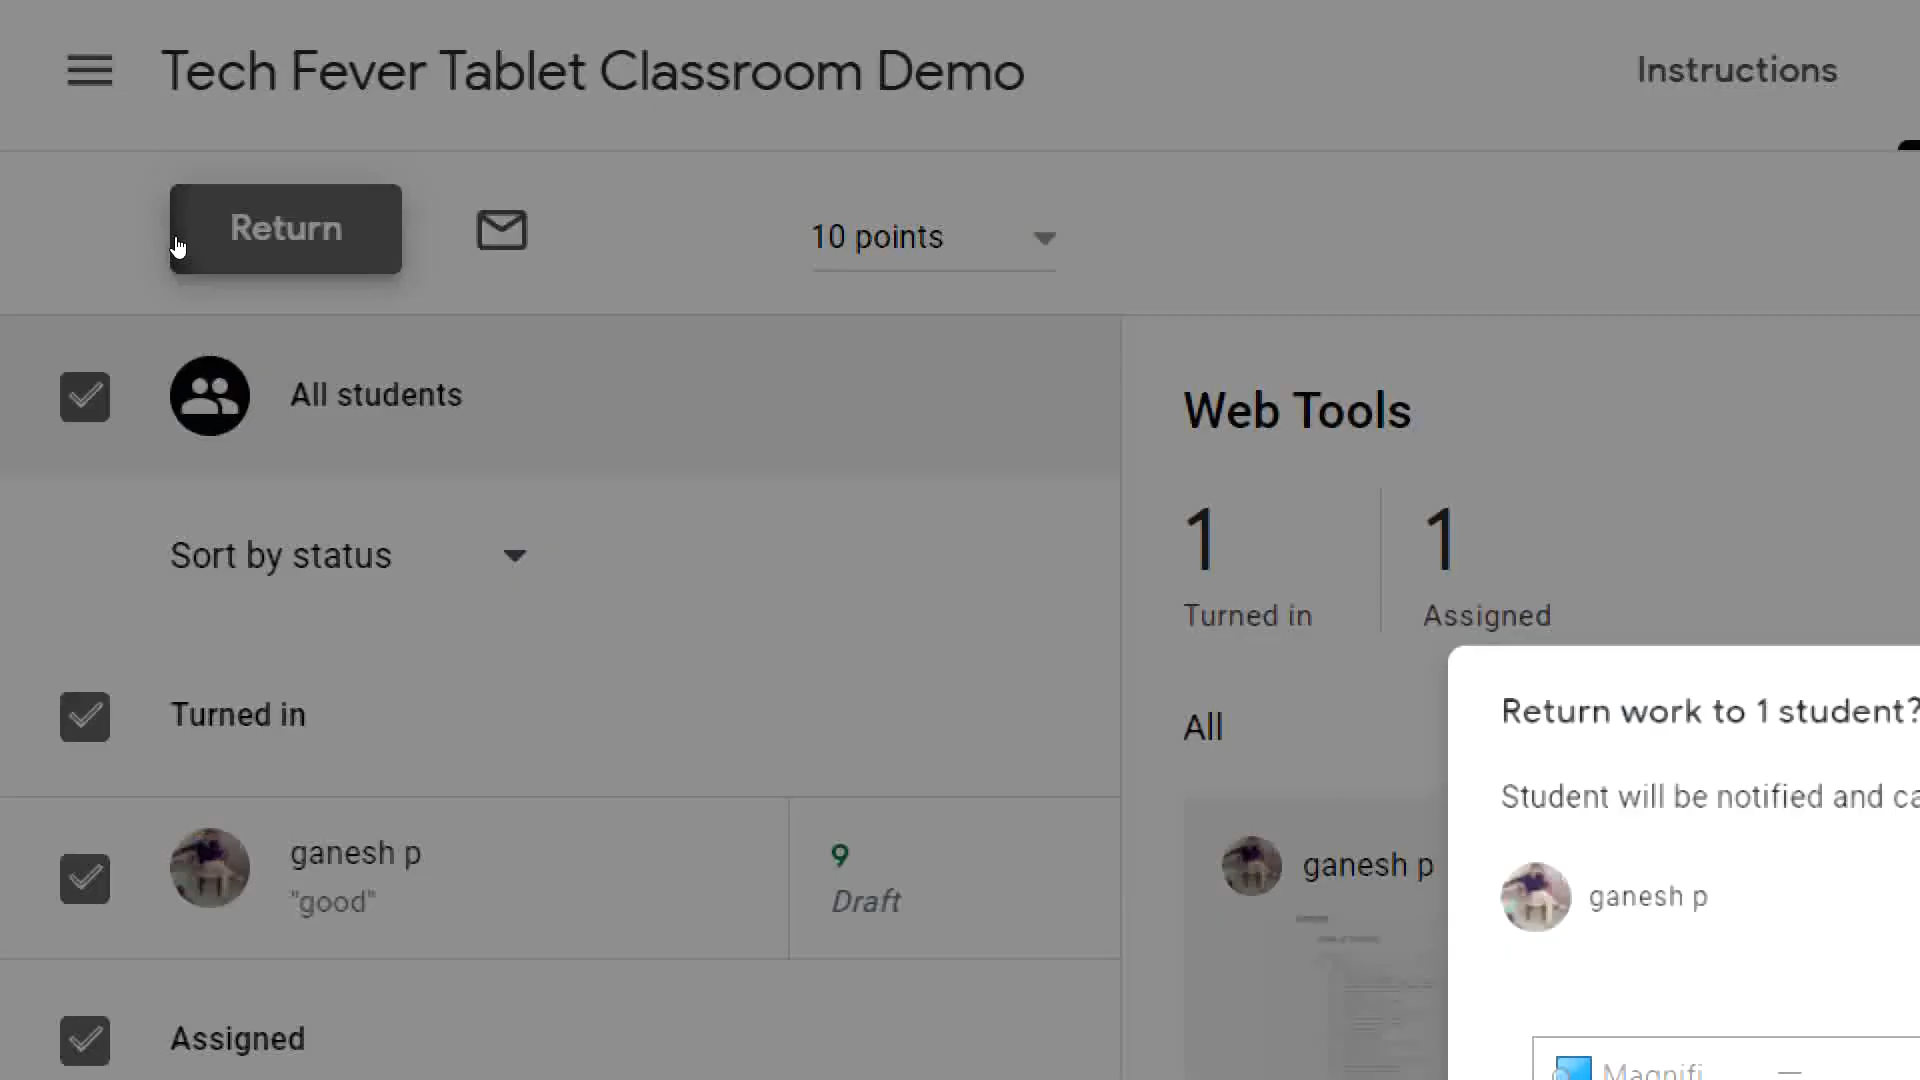 Tech Fever Tablet Classroom Demo
Instructions
Return
10 points
All students
Sort by status
Turned in
ganesh p
"good"
9
Draft
Assigned
Web Tools
1
Turned in
1
Assigned
All
ganesh p
Return work to 1 student?
Student will be notified and ca
ganesh p
Magnifi